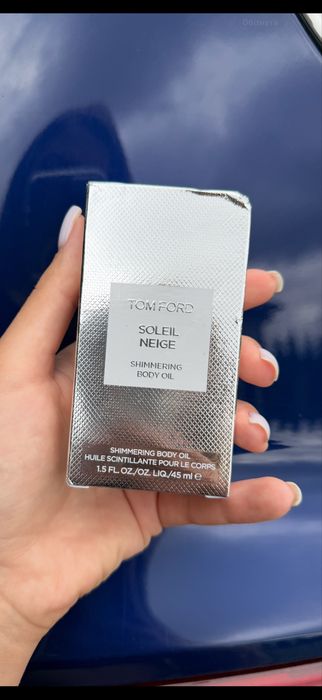 TOM FORD
SOLEIL
NEIGE
SHIMMERING
BODY OIL
SHIMMERING BODY OIL
HUILE SCINTILLANTE POUR LE CORPS
1.5 FL. OZ./OZ. LIQ./45 ml ℮